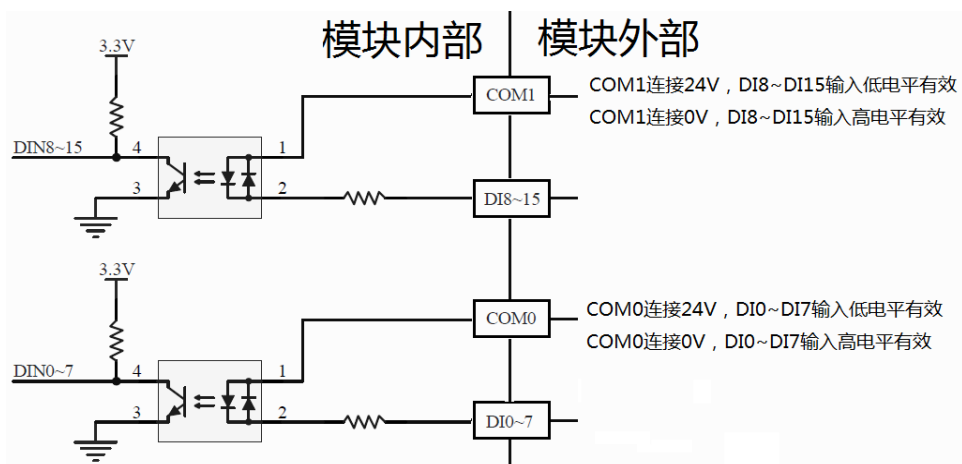 模块内部
模块外部
3.3V
COM1
COM1连接24V，DI8~DI15输入低电平有效
COM1连接0V，DI8~DI15输入高电平有效
DIN8~15
4
1
3
2
DI8~15
3.3V
COM0
COM0连接24V，DI0~DI7输入低电平有效
COM0连接0V，DI0~DI7输入高电平有效
DIN0~7
4
1
3
2
DI0~7